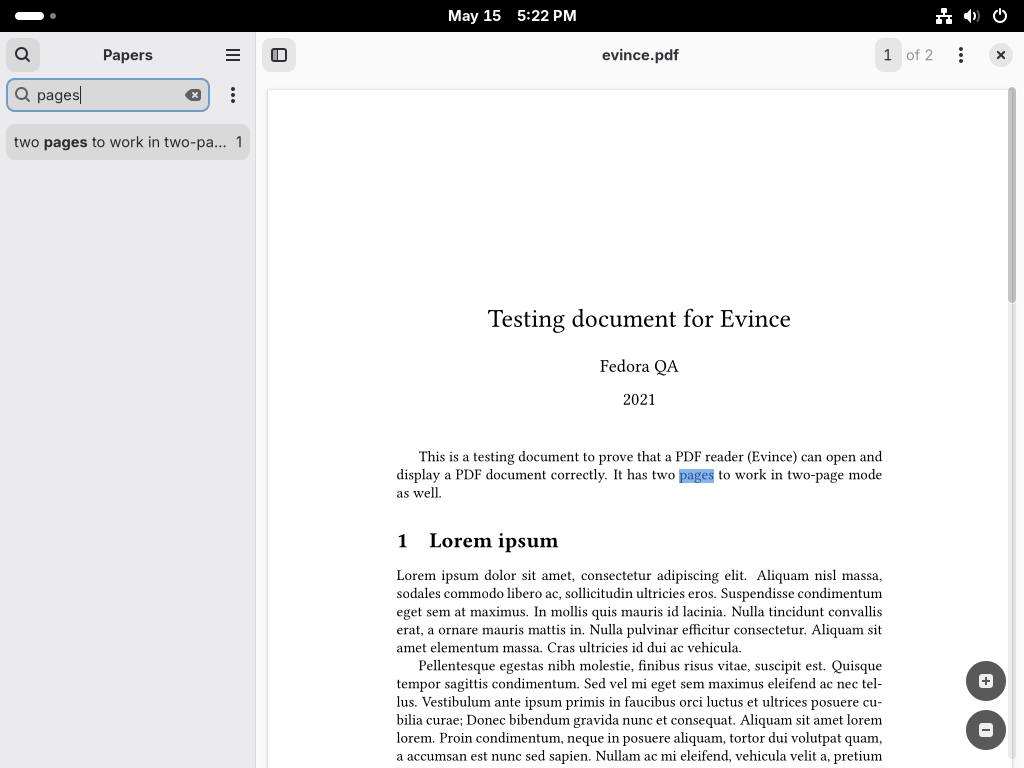 May 15 5:22 PM
Papers
evince.pdf
1 of 2
pages
two pages to work in two-pa... 1
Testing document for Evince
Fedora QA
2021
This is a testing document to prove that a PDF reader (Evince) can open and
display a PDF document correctly. It has two pages to work in two-page mode
as well.
1 Lorem ipsum
Lorem ipsum dolor sit amet, consectetur adipiscing elit. Aliquam nisl massa,
sodales commodo libero ac, sollicitudin ultricies eros. Suspendisse condimentum
eget sem at maximus. In mollis quis mauris id lacinia. Nulla tincidunt convallis
erat, a ornare mauris mattis in. Nulla pulvinar efficitur consectetur. Aliquam sit
amet elementum massa. Cras ultricies id dui ac vehicula.
Pellentesque egestas nibh molestie, finibus risus vitae, suscipit est. Quisque
tempor sagittis condimentum. Sed vel mi eget sem maximus eleifend ac nec tel-
lus. Vestibulum ante ipsum primis in faucibus orci luctus et ultrices posuere cu-
bilia curae; Donec bibendum gravida nunc et consequat. Aliquam sit amet lorem
lorem. Proin condimentum, neque in posuere aliquam, tortor dui volutpat quam,
a accumsan est nunc sed sapien. Nullam ac mi eleifend, vehicula velit a, pretium